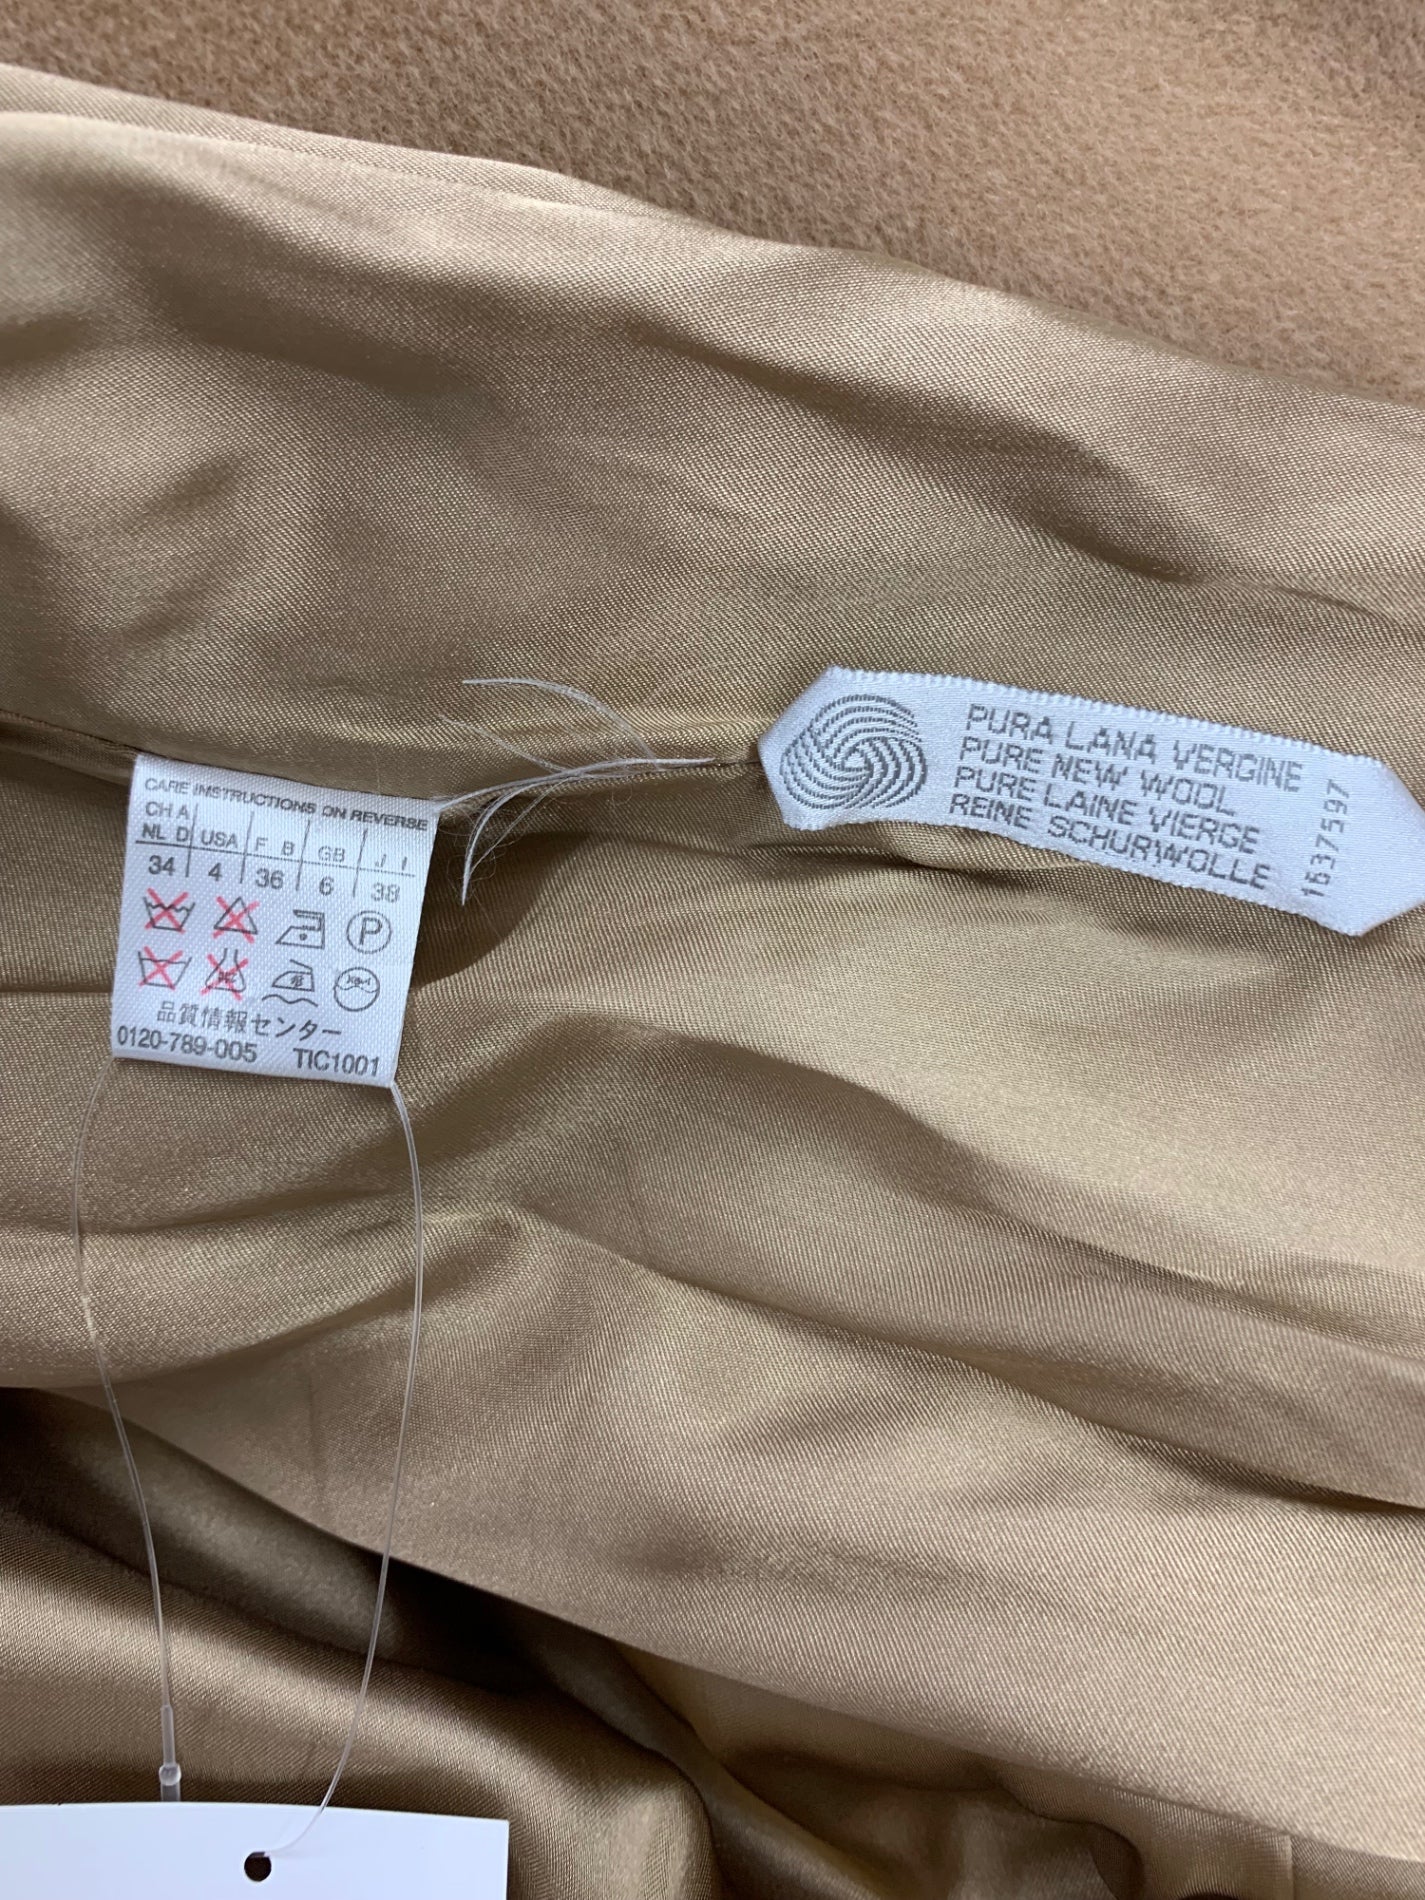 CARE INSTRUCTIONS ON REVERSE
CH A
NL D USA F B GB J I
34 4 36 6 38
P
品質情報センター
0120-789-005 TIC1001
PURA LANA VERGINE
PURE NEW WOOL
PURE LAINE VIERGE
REINE SCHURWOLLE
1637597